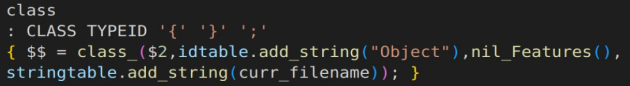 class
: CLASS TYPEID '{' '}' ';'
{ $$ = class_($2,idtable.add_string("Object"),nil_Features(),
stringtable.add_string(curr_filename)); }